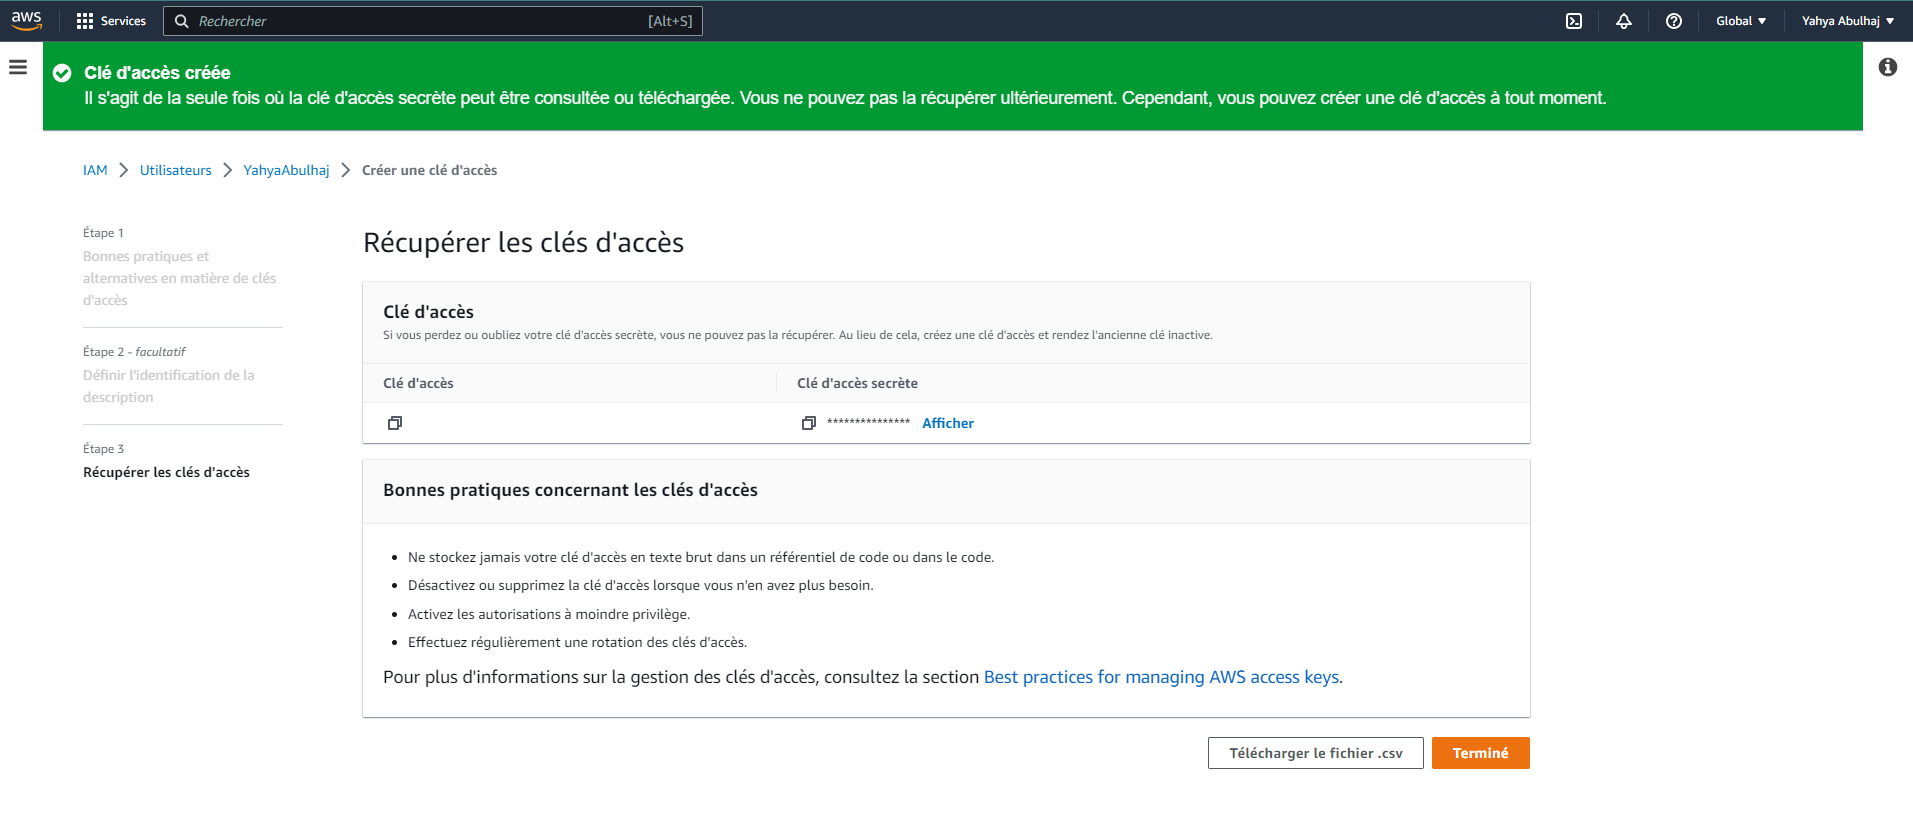 aws
Services
Rechercher
[Alt+S]
Global
Yahya Abulhaj
Clé d'accès créée
Il s'agit de la seule fois où la clé d'accès secrète peut être consultée ou téléchargée. Vous ne pouvez pas la récupérer ultérieurement. Cependant, vous pouvez créer une clé d'accès à tout moment.
IAM > Utilisateurs > YahyaAbulhaj > Créer une clé d'accès
Étape 1
Bonnes pratiques et
alternatives en matière de clés
d'accès
Étape 2 - facultatif
Définir l'identification de la
description
Étape 3
Récupérer les clés d'accès
Récupérer les clés d'accès
Clé d'accès
Si vous perdez ou oubliez votre clé d'accès secrète, vous ne pouvez pas la récupérer. Au lieu de cela, créez une clé d'accès et rendez l'ancienne clé inactive.
Clé d'accès
Clé d'accès secrète
*************** Afficher
Bonnes pratiques concernant les clés d'accès
• Ne stockez jamais votre clé d'accès en texte brut dans un référentiel de code ou dans le code.
• Désactivez ou supprimez la clé d'accès lorsque vous n'en avez plus besoin.
• Activez les autorisations à moindre privilège.
• Effectuez régulièrement une rotation des clés d'accès.
Pour plus d'informations sur la gestion des clés d'accès, consultez la section Best practices for managing AWS access keys.
Télécharger le fichier .csv
Terminé